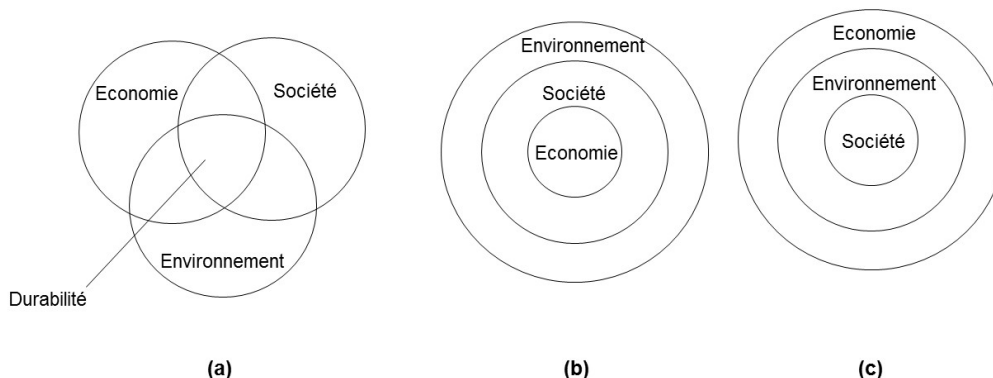 Economie
Société
Environnement
Durabilité
(a)
Environnement
Société
Economie
(b)
Economie
Environnement
Société
(c)